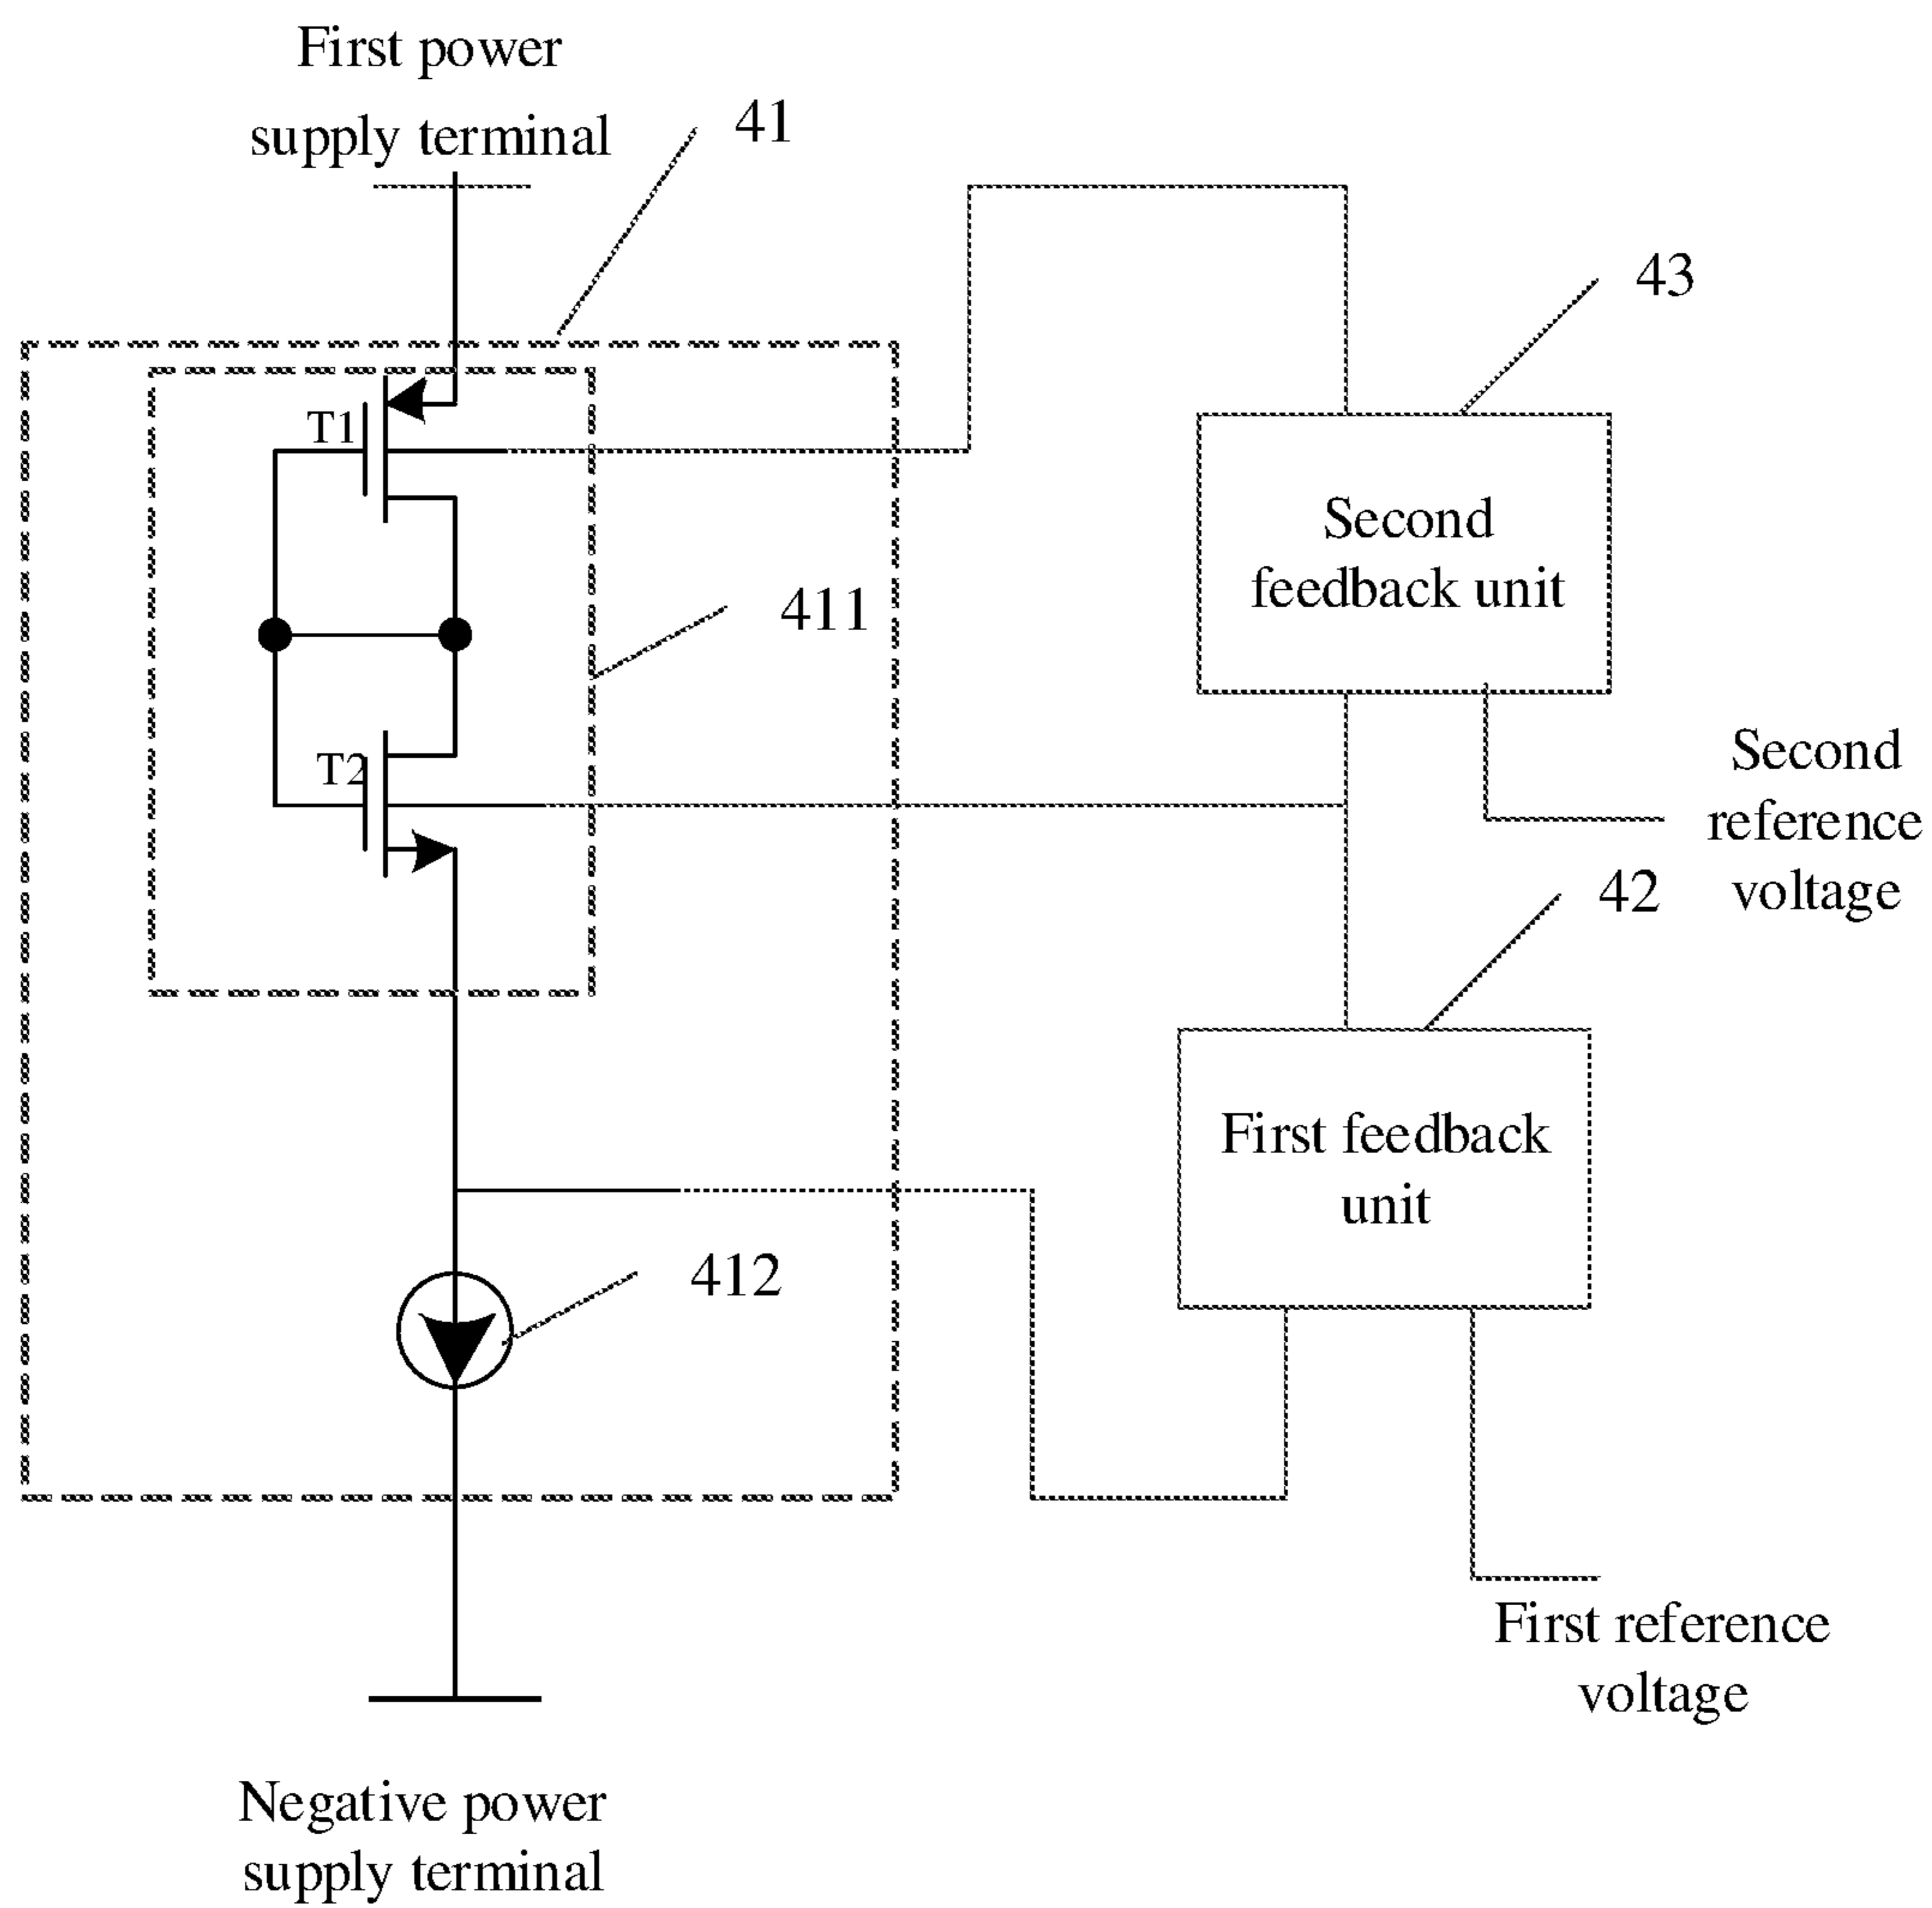 First power
supply terminal
41
43
T1
Second
feedback unit
411
T2
Second
reference
voltage
42
First feedback
unit
412
First reference
voltage
Negative power
supply terminal